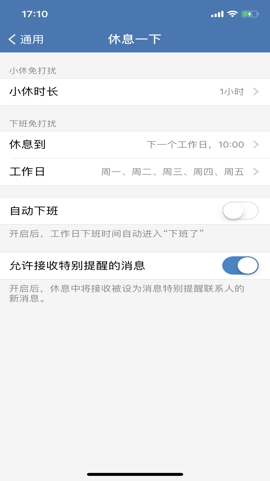 17:10
通用
休息一下
小休免打扰
小休时长
1小时
下班免打扰
休息到
下一个工作日，10:00
工作日
周一、周二、周三、周四、周五
自动下班
开启后，工作日下班时间自动进入“下班了”
允许接收特别提醒的消息
开启后，休息中将接收被设为消息特别提醒联系人的
新消息。